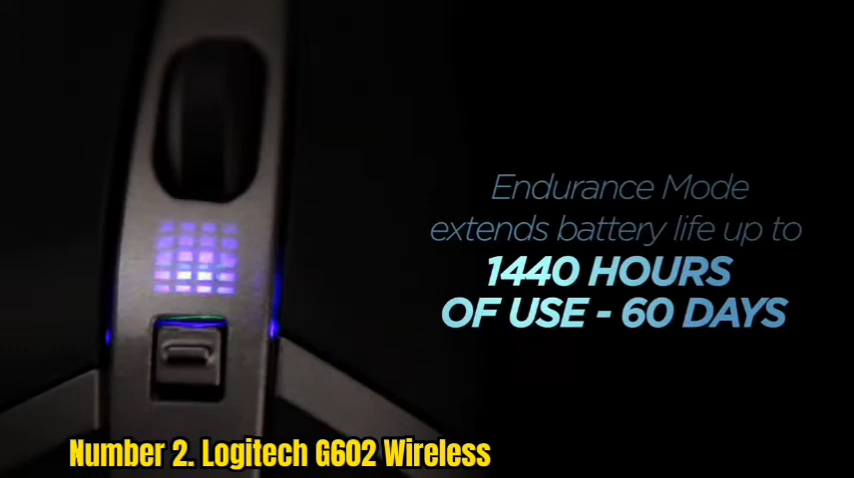 Endurance Mode
extends battery life up to
1440 HOURS
OF USE - 60 DAYS
Number 2. Logitech G602 Wireless